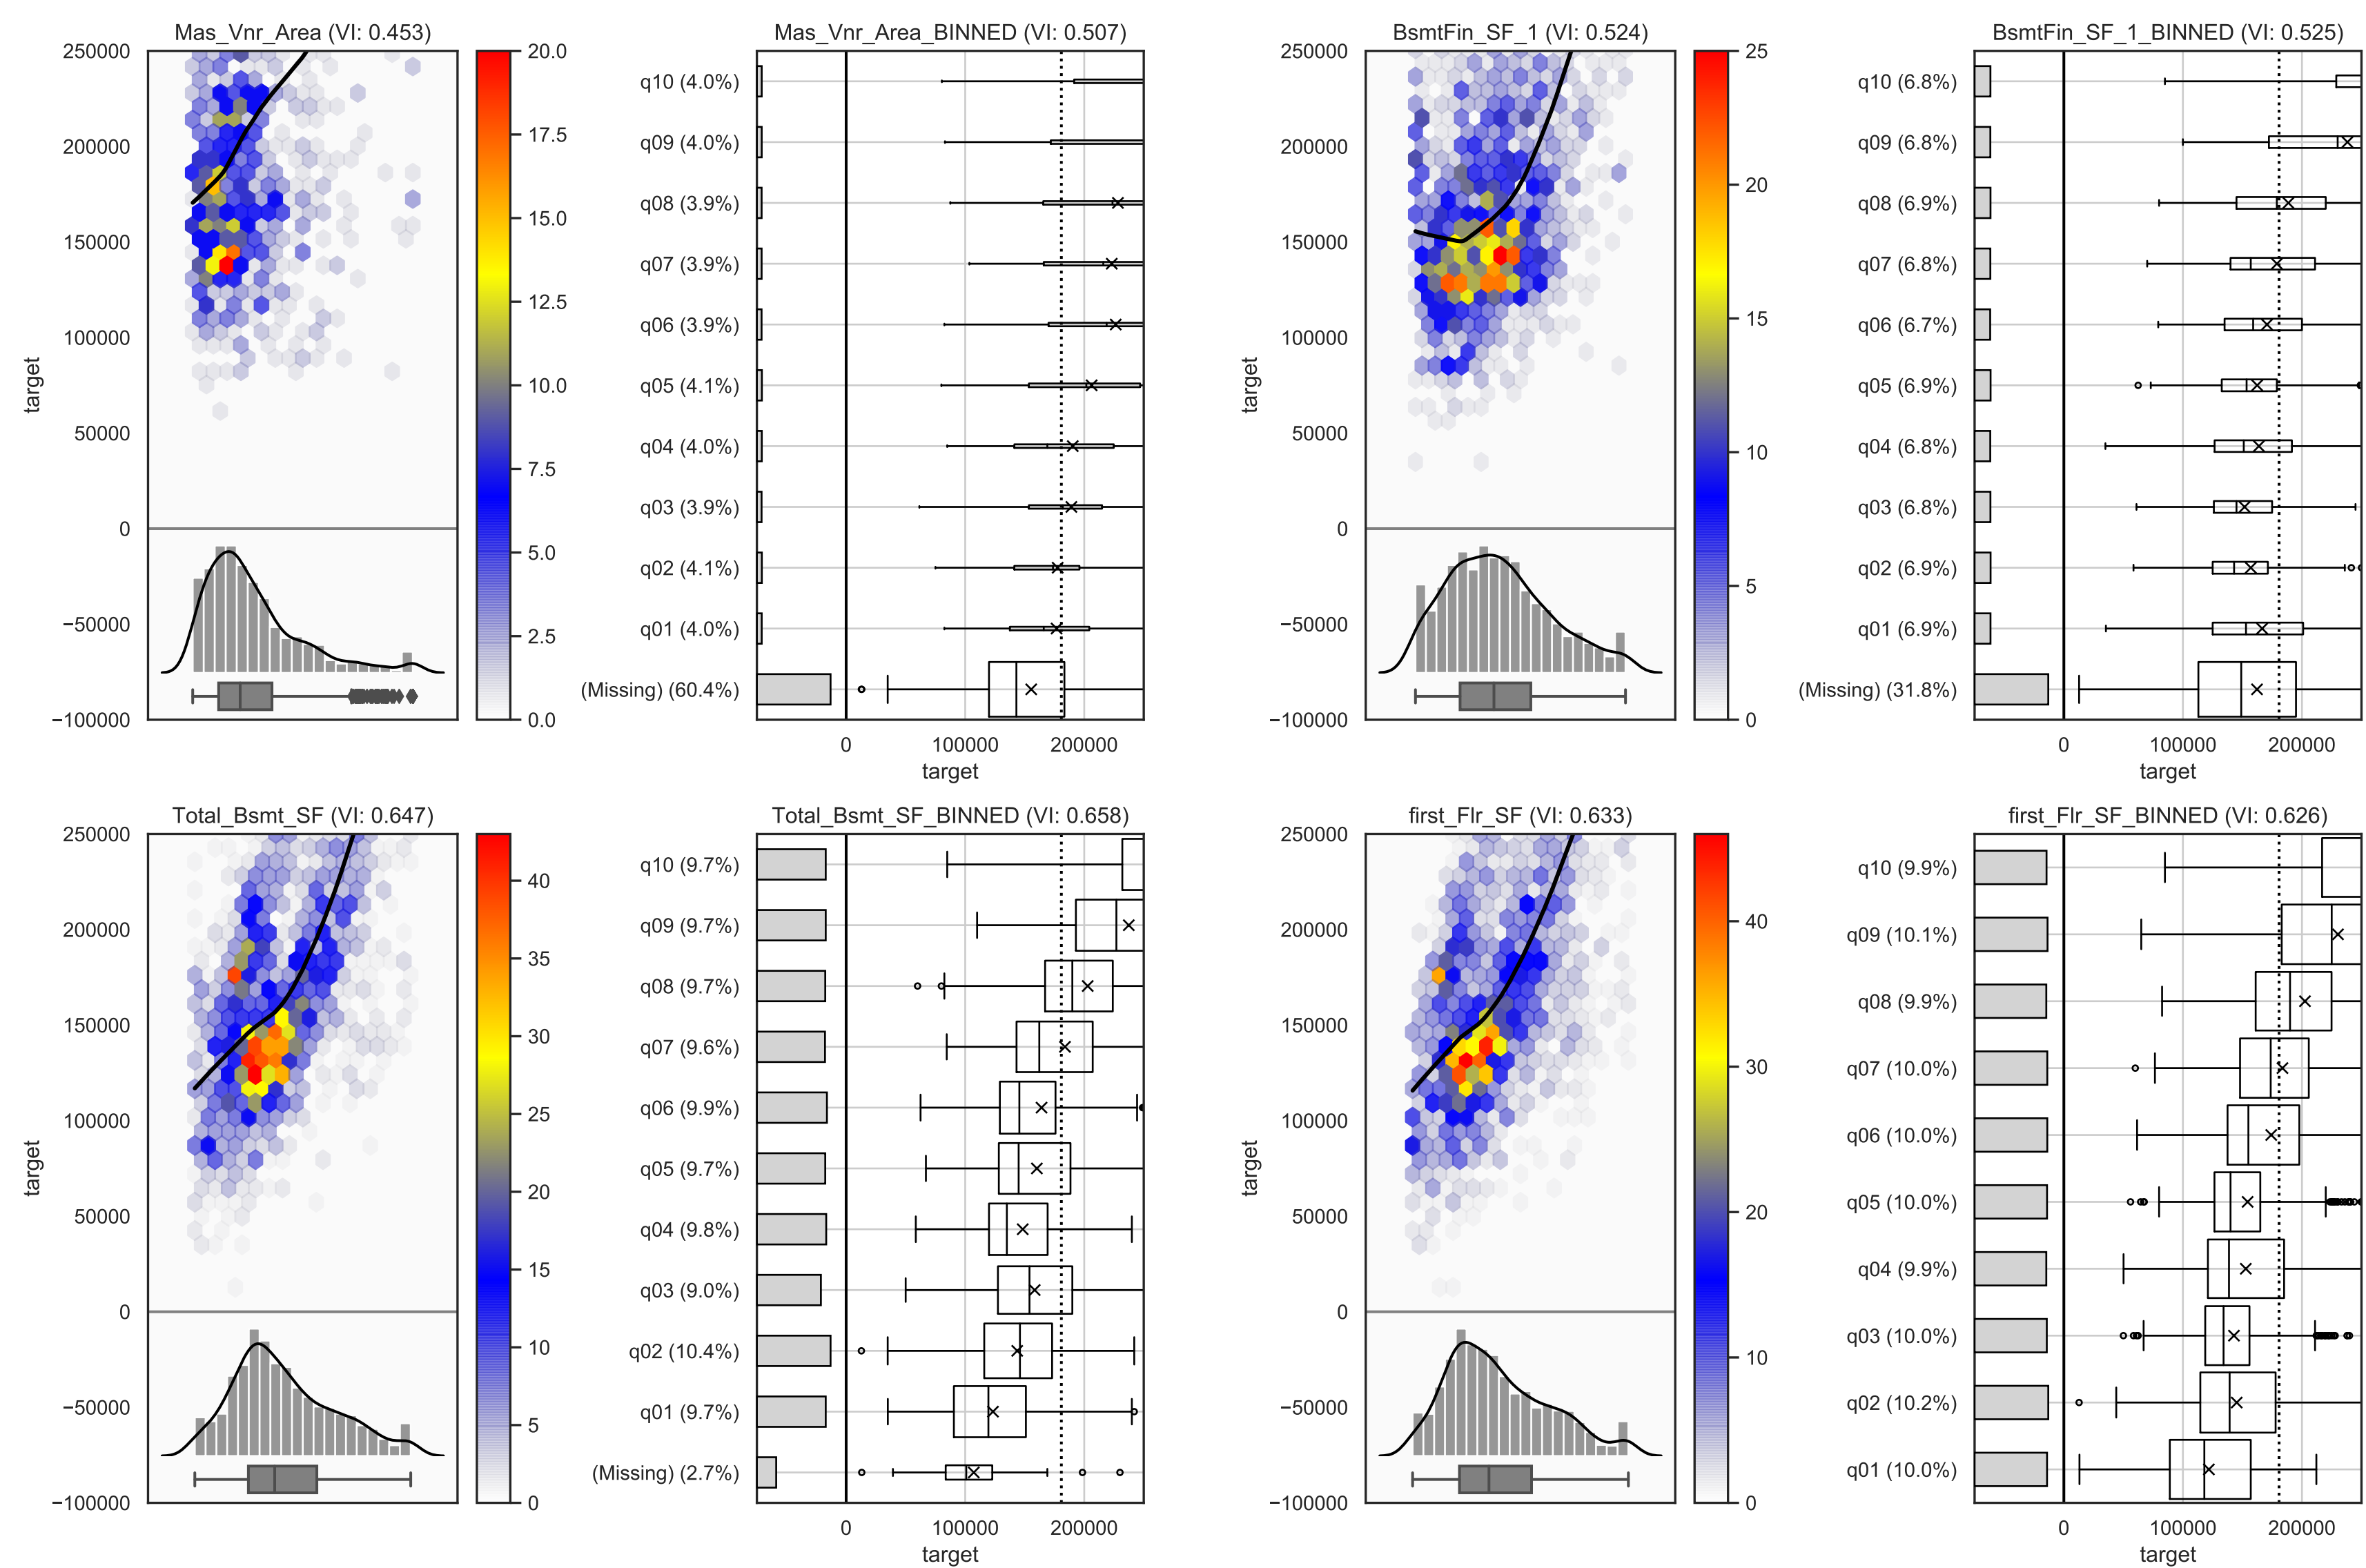 Mas_Vnr_Area (VI: 0.453)
250000
200000
150000
100000
50000
0
−50000
−100000
target
20.0
17.5
15.0
12.5
10.0
7.5
5.0
2.5
0.0
Mas_Vnr_Area_BINNED (VI: 0.507)
q10 (4.0%)
q09 (4.0%)
q08 (3.9%)
q07 (3.9%)
q06 (3.9%)
q05 (4.1%)
q04 (4.0%)
q03 (3.9%)
q02 (4.1%)
q01 (4.0%)
(Missing) (60.4%)
0 100000 200000
target
BsmtFin_SF_1 (VI: 0.524)
250000
200000
150000
100000
50000
0
−50000
−100000
target
25
20
15
10
5
0
BsmtFin_SF_1_BINNED (VI: 0.525)
q10 (6.8%)
q09 (6.8%)
q08 (6.9%)
q07 (6.8%)
q06 (6.7%)
q05 (6.9%)
q04 (6.8%)
q03 (6.8%)
q02 (6.9%)
q01 (6.9%)
(Missing) (31.8%)
0 100000 200000
target
Total_Bsmt_SF (VI: 0.647)
250000
200000
150000
100000
50000
0
−50000
−100000
target
40
35
30
25
20
15
10
5
0
Total_Bsmt_SF_BINNED (VI: 0.658)
q10 (9.7%)
q09 (9.7%)
q08 (9.7%)
q07 (9.6%)
q06 (9.9%)
q05 (9.7%)
q04 (9.8%)
q03 (9.0%)
q02 (10.4%)
q01 (9.7%)
(Missing) (2.7%)
0 100000 200000
target
first_Flr_SF (VI: 0.633)
250000
200000
150000
100000
50000
0
−50000
−100000
target
40
30
20
10
0
first_Flr_SF_BINNED (VI: 0.626)
q10 (9.9%)
q09 (10.1%)
q08 (9.9%)
q07 (10.0%)
q06 (10.0%)
q05 (10.0%)
q04 (9.9%)
q03 (10.0%)
q02 (10.2%)
q01 (10.0%)
0 100000 200000
target